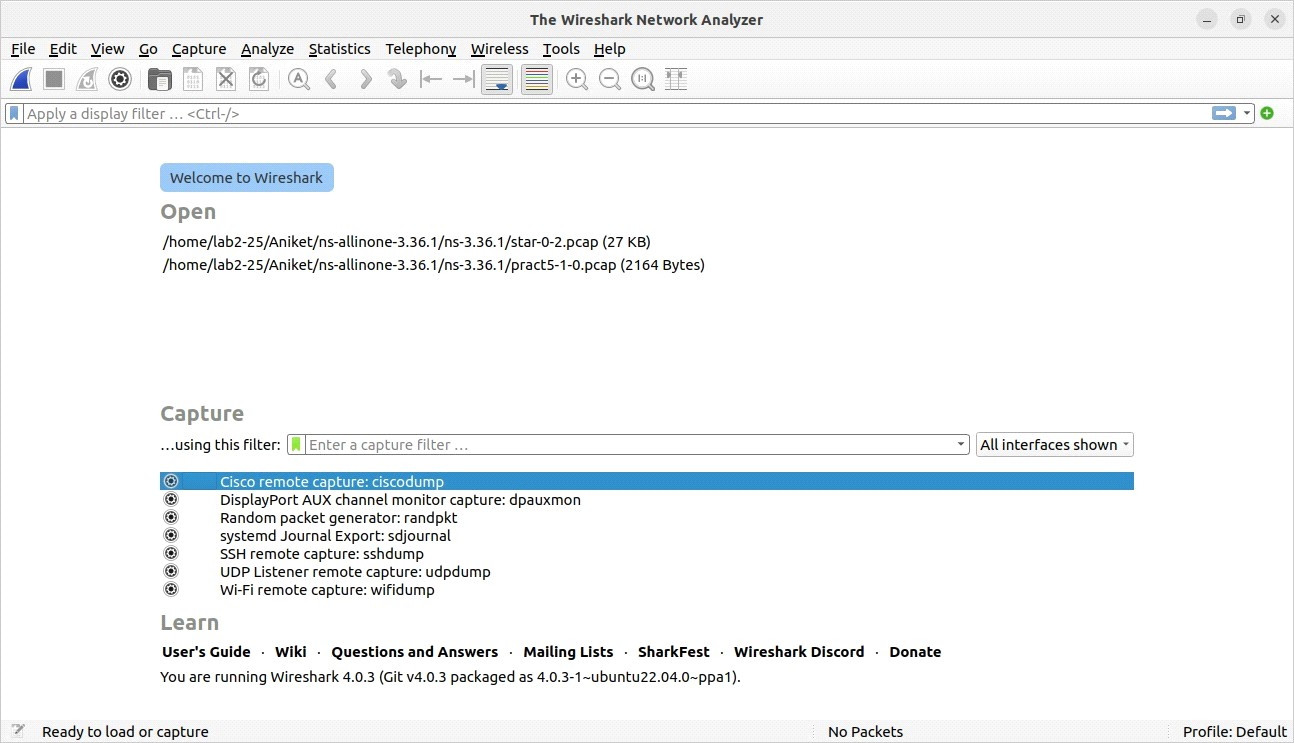 The Wireshark Network Analyzer
File Edit View Go Capture Analyze Statistics Telephony Wireless Tools Help
Apply a display filter … <Ctrl-/>
Welcome to Wireshark
Open
/home/lab2-25/Aniket/ns-allinone-3.36.1/ns-3.36.1/star-0-2.pcap (27 KB)
/home/lab2-25/Aniket/ns-allinone-3.36.1/ns-3.36.1/pract5-1-0.pcap (2164 Bytes)
Capture
…using this filter: Enter a capture filter … All interfaces shown
Cisco remote capture: ciscodump
DisplayPort AUX channel monitor capture: dpauxmon
Random packet generator: randpkt
systemd Journal Export: sdjournal
SSH remote capture: sshdump
UDP Listener remote capture: udpdump
Wi-Fi remote capture: wifidump
Learn
User's Guide · Wiki · Questions and Answers · Mailing Lists · SharkFest · Wireshark Discord · Donate
You are running Wireshark 4.0.3 (Git v4.0.3 packaged as 4.0.3-1~ubuntu22.04.0~ppa1).
Ready to load or capture No Packets Profile: Default